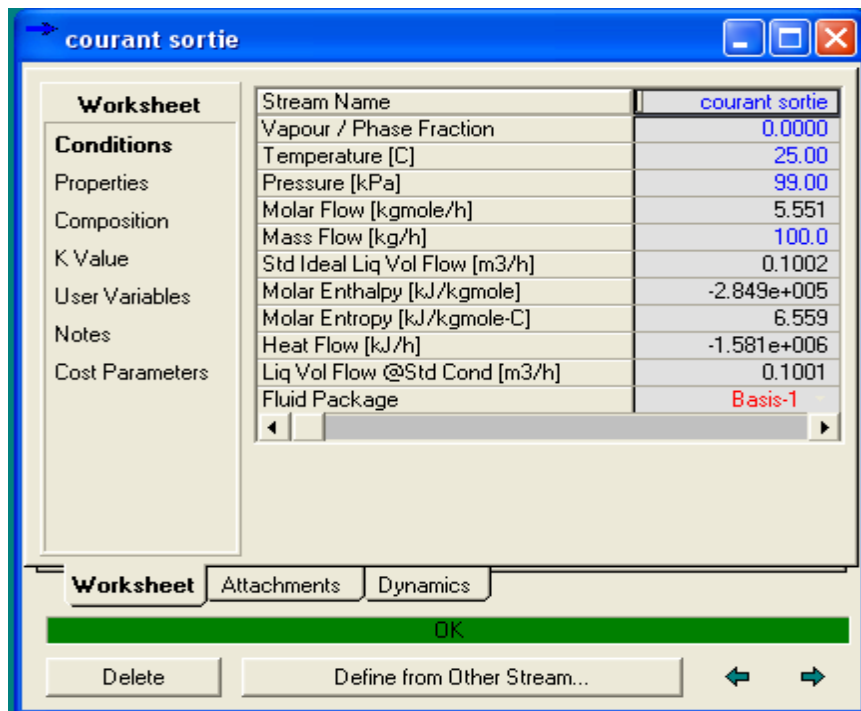 courant sortie
Worksheet
Conditions
Properties
Composition
K Value
User Variables
Notes
Cost Parameters
Stream Name courant sortie
Vapour / Phase Fraction 0.0000
Temperature [C] 25.00
Pressure [kPa] 99.00
Molar Flow [kgmole/h] 5.551
Mass Flow [kg/h] 100.0
Std Ideal Liq Vol Flow [m3/h] 0.1002
Molar Enthalpy [kJ/kgmole] -2.849e+005
Molar Entropy [kJ/kgmole-C] 6.559
Heat Flow [kJ/h] -1.581e+006
Liq Vol Flow @Std Cond [m3/h] 0.1001
Fluid Package Basis-1
Worksheet Attachments Dynamics
OK
Delete Define from Other Stream...